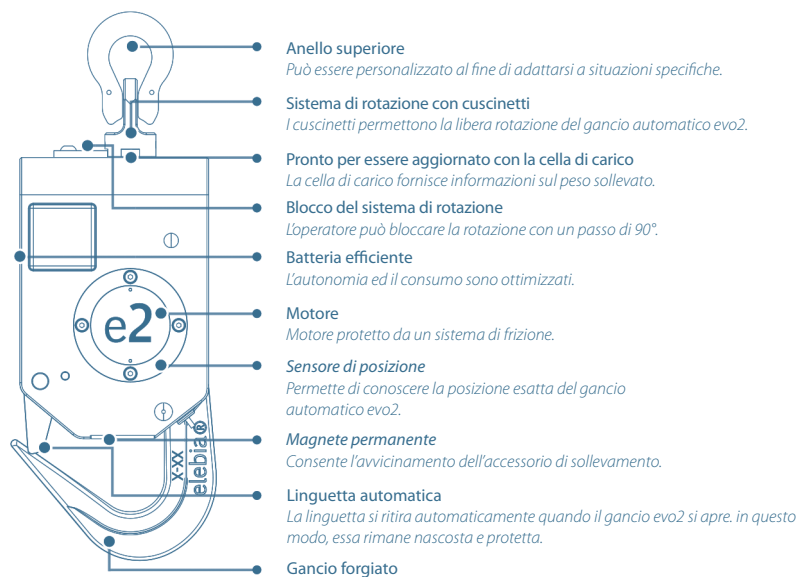 Anello superiore
Può essere personalizzato al fine di adattarsi a situazioni specifiche.
Sistema di rotazione con cuscinetti
I cuscinetti permettono la libera rotazione del gancio automatico evo2.
Pronto per essere aggiornato con la cella di carico
La cella di carico fornisce informazioni sul peso sollevato.
Blocco del sistema di rotazione
L'operatore può bloccare la rotazione con un passo di 90°.
Batteria efficiente
L'autonomia ed il consumo sono ottimizzati.
Motore
Motore protetto da un sistema di frizione.
Sensore di posizione
Permette di conoscere la posizione esatta del gancio
automatico evo2.
Magnete permanente
Consente l'avvicinamento dell'accessorio di sollevamento.
Linguetta automatica
La linguetta si ritira automaticamente quando il gancio evo2 si apre. in questo
modo, essa rimane nascosta e protetta.
Gancio forgiato
e2
X-XX
elebia®